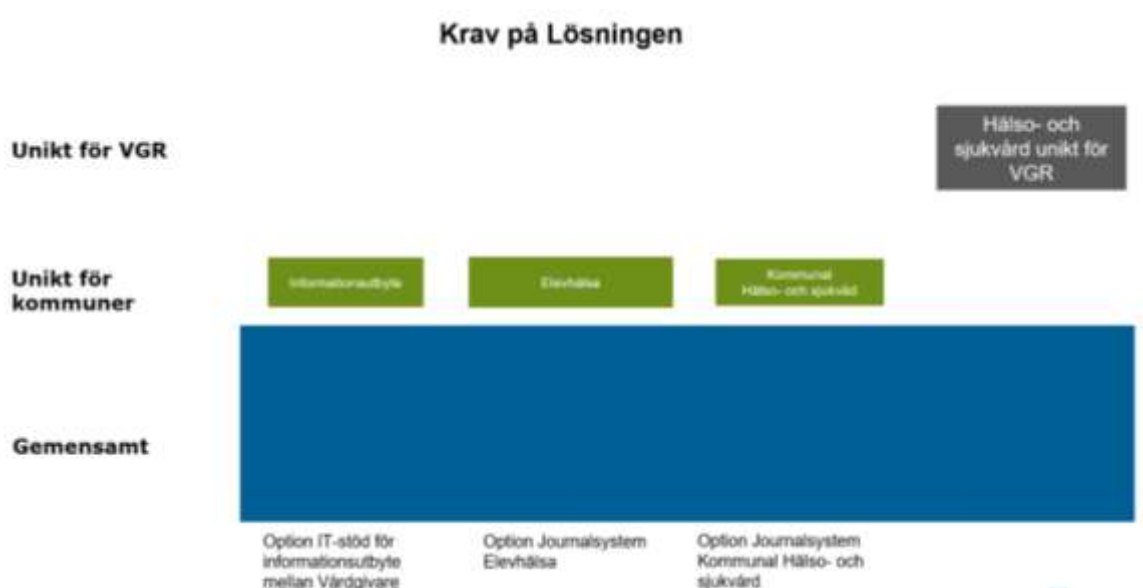 Krav på Lösningen
Unikt för VGR
Hälso- och
sjukvård unikt för
VGR
Unikt för
kommuner
Informationsutbyte
Elevhälsa
Kommunal
Hälso- och sjukvård
Gemensamt
Option IT-stöd för
informationsutbyte
mellan Vårdgivare
Option Journalsystem
Elevhälsa
Option Journalsystem
Kommunal Hälso- och
sjukvård